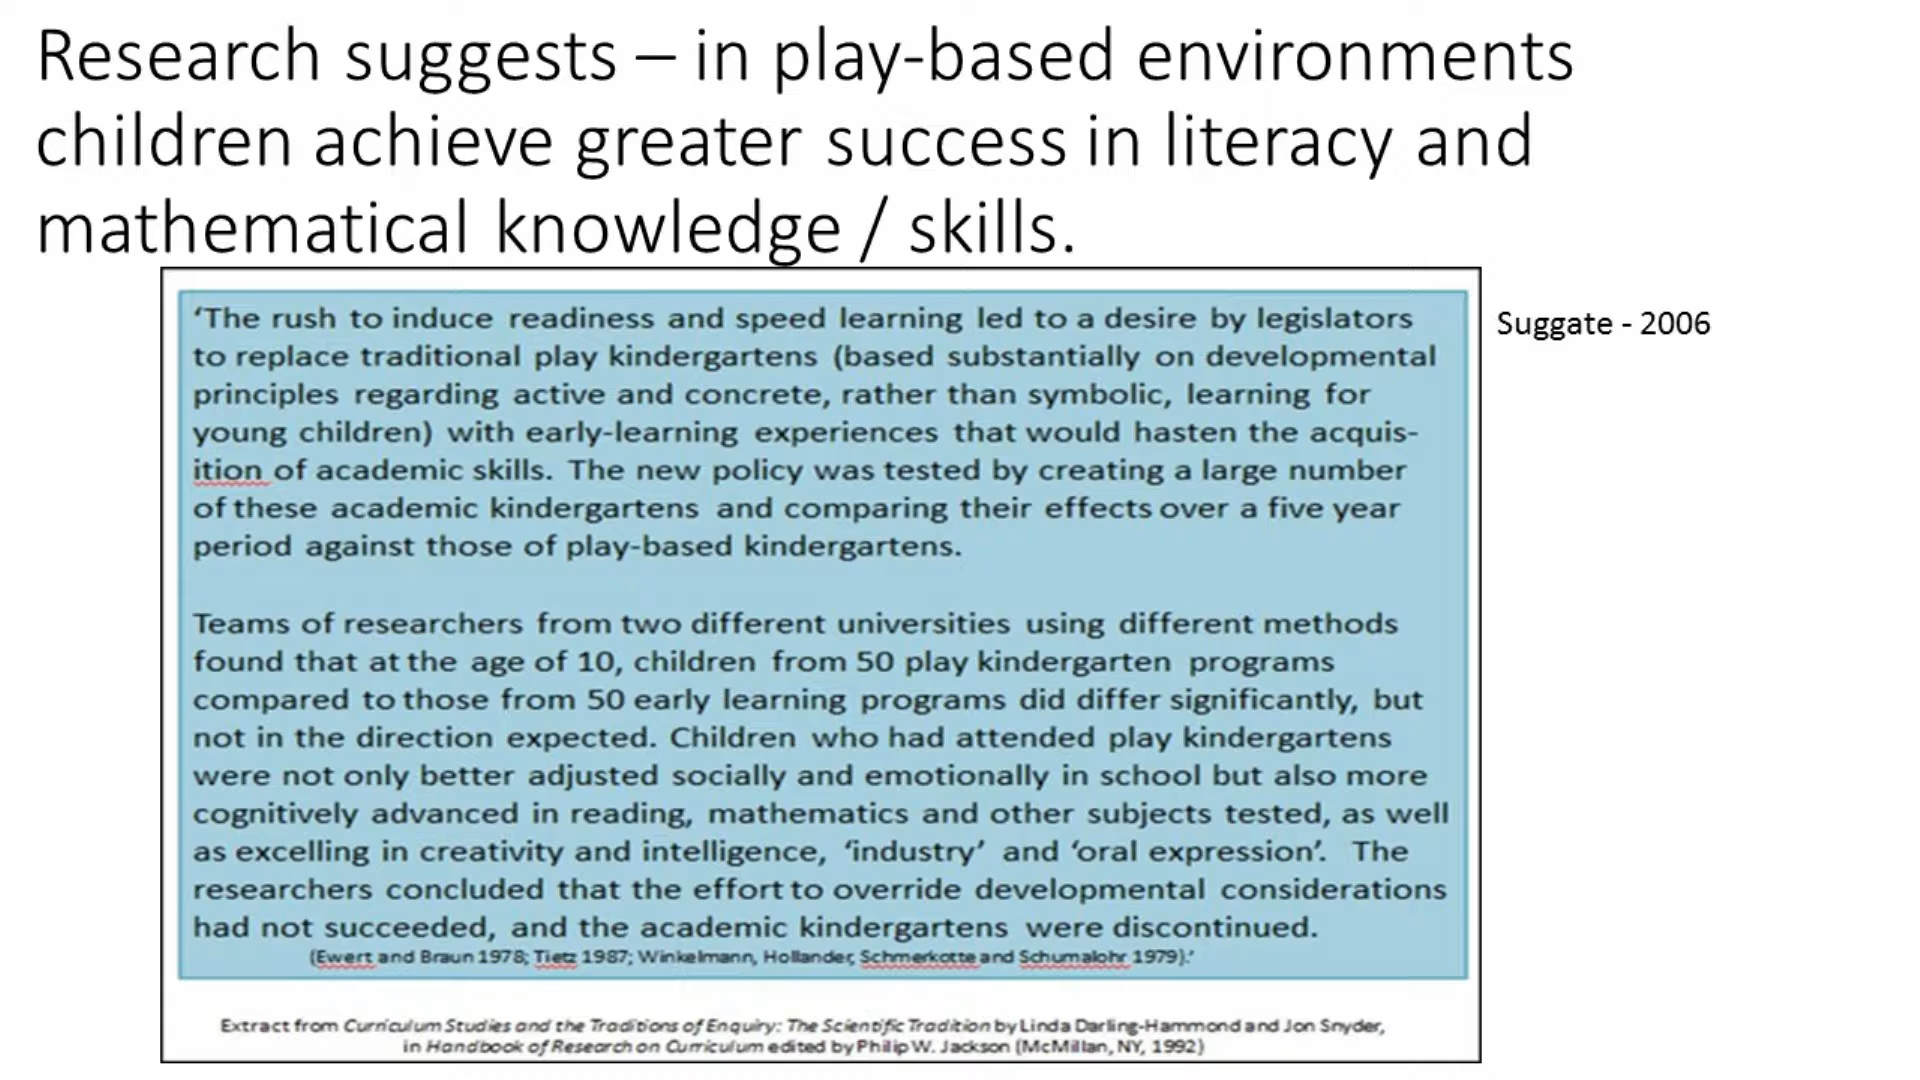 Research suggests – in play-based environments
children achieve greater success in literacy and
mathematical knowledge / skills.
‘The rush to induce readiness and speed learning led to a desire by legislators
to replace traditional play kindergartens (based substantially on developmental
principles regarding active and concrete, rather than symbolic, learning for
young children) with early-learning experiences that would hasten the acquis-
ition of academic skills. The new policy was tested by creating a large number
of these academic kindergartens and comparing their effects over a five year
period against those of play-based kindergartens.
Teams of researchers from two different universities using different methods
found that at the age of 10, children from 50 play kindergarten programs
compared to those from 50 early learning programs did differ significantly, but
not in the direction expected. Children who had attended play kindergartens
were not only better adjusted socially and emotionally in school but also more
cognitively advanced in reading, mathematics and other subjects tested, as well
as excelling in creativity and intelligence, ‘industry’ and ‘oral expression’. The
researchers concluded that the effort to override developmental considerations
had not succeeded, and the academic kindergartens were discontinued.
(Ewert and Braun 1978; Tietz 1987; Winkelmann, Hollander, Schmerkotte and Schumalohr 1979).’
Extract from Curriculum Studies and the Traditions of Enquiry: The Scientific Tradition by Linda Darling-Hammond and Jon Snyder,
in Handbook of Research on Curriculum edited by Philip W. Jackson (McMillan, NY, 1992)
Suggate - 2006